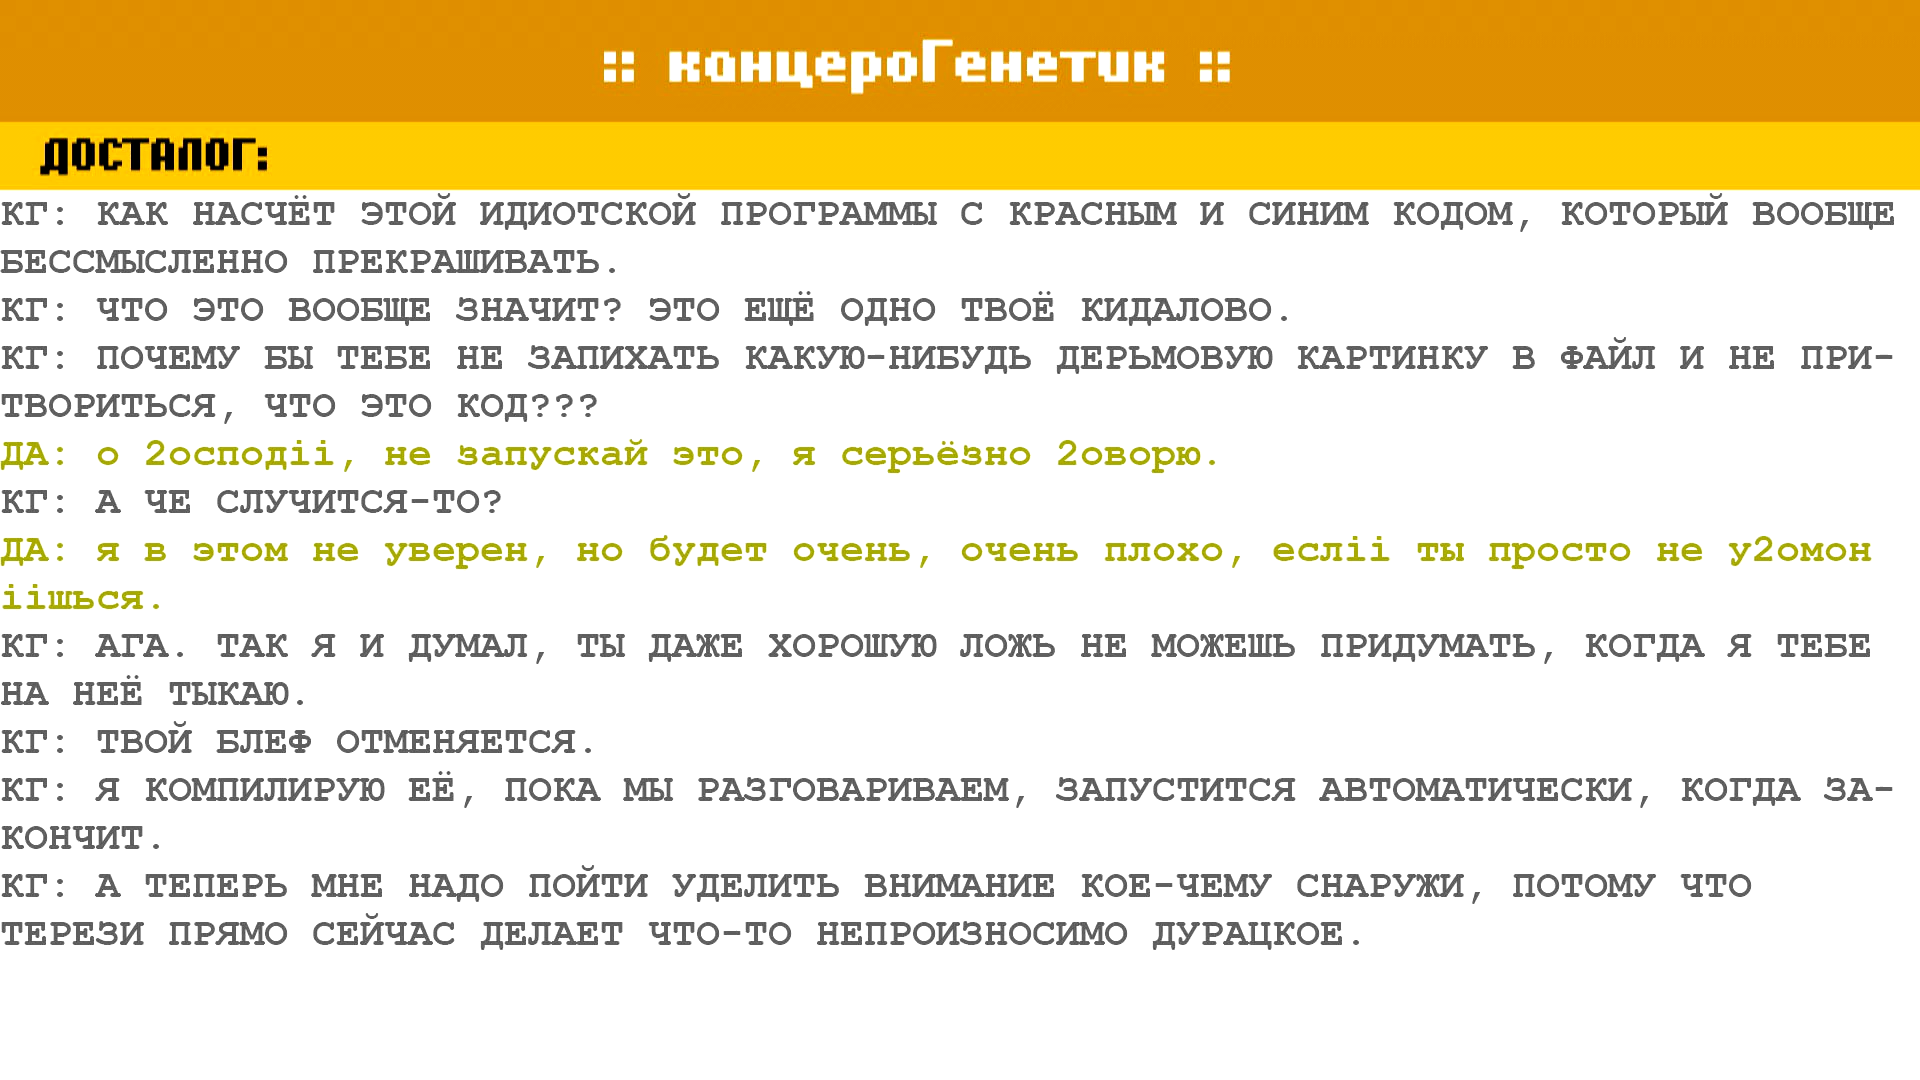 :: канцероГенетик ::
ДОСТАЛОГ:
КГ: КАК НАСЧЁТ ЭТОЙ ИДИОТСКОЙ ПРОГРАММЫ С КРАСНЫМ И СИНИМ КОДОМ, КОТОРЫЙ ВООБЩЕ
БЕССМЫСЛЕННО ПРЕКРАШИВАТЬ.
КГ: ЧТО ЭТО ВООБЩЕ ЗНАЧИТ? ЭТО ЕЩЁ ОДНО ТВОЁ КИДАЛОВО.
КГ: ПОЧЕМУ БЫ ТЕБЕ НЕ ЗАПИХАТЬ КАКУЮ-НИБУДЬ ДЕРЬМОВУЮ КАРТИНКУ В ФАЙЛ И НЕ ПРИ-
ТВОРИТЬСЯ, ЧТО ЭТО КОД???
ДА: о 2осподіі, не запускай это, я серьёзно 2оворю.
КГ: А ЧЕ СЛУЧИТСЯ-ТО?
ДА: я в этом не уверен, но будет очень, очень плохо, есліі ты просто не у2омон
іішься.
КГ: АГА. ТАК Я И ДУМАЛ, ТЫ ДАЖЕ ХОРОШУЮ ЛОЖЬ НЕ МОЖЕШЬ ПРИДУМАТЬ, КОГДА Я ТЕБЕ
НА НЕЁ ТЫКАЮ.
КГ: ТВОЙ БЛЕФ ОТМЕНЯЕТСЯ.
КГ: Я КОМПИЛИРУЮ ЕЁ, ПОКА МЫ РАЗГОВАРИВАЕМ, ЗАПУСТИТСЯ АВТОМАТИЧЕСКИ, КОГДА ЗА-
КОНЧИТ.
КГ: А ТЕПЕРЬ МНЕ НАДО ПОЙТИ УДЕЛИТЬ ВНИМАНИЕ КОЕ-ЧЕМУ СНАРУЖИ, ПОТОМУ ЧТО
ТЕРЕЗИ ПРЯМО СЕЙЧАС ДЕЛАЕТ ЧТО-ТО НЕПРОИЗНОСИМО ДУРАЦКОЕ.